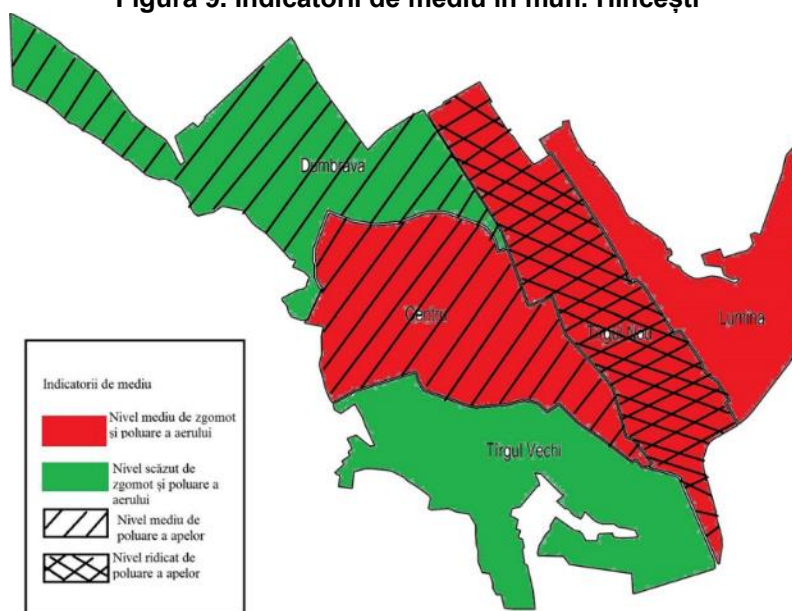 Figura 9. Indicatorii de mediu în mun. Hîncești
Dumbrava
Centru
Tîrgul Nou
Lumina
Tîrgul Vechi
Indicatorii de mediu
Nivel mediu de zgomot
și poluare a aerului
Nivel scăzut de
zgomot și poluare a
aerului
Nivel mediu de
poluare a apelor
Nivel ridicat de
poluare a apelor